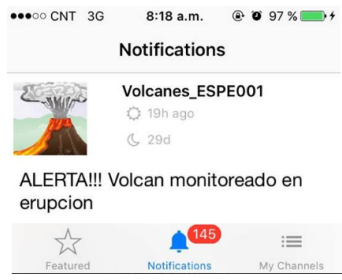 CNT 3G 8:18 a.m. 97 %
Notifications
Volcanes_ESPE001
19h ago
29d
ALERTA!!! Volcan monitoreado en
erupcion
145
Featured Notifications My Channels